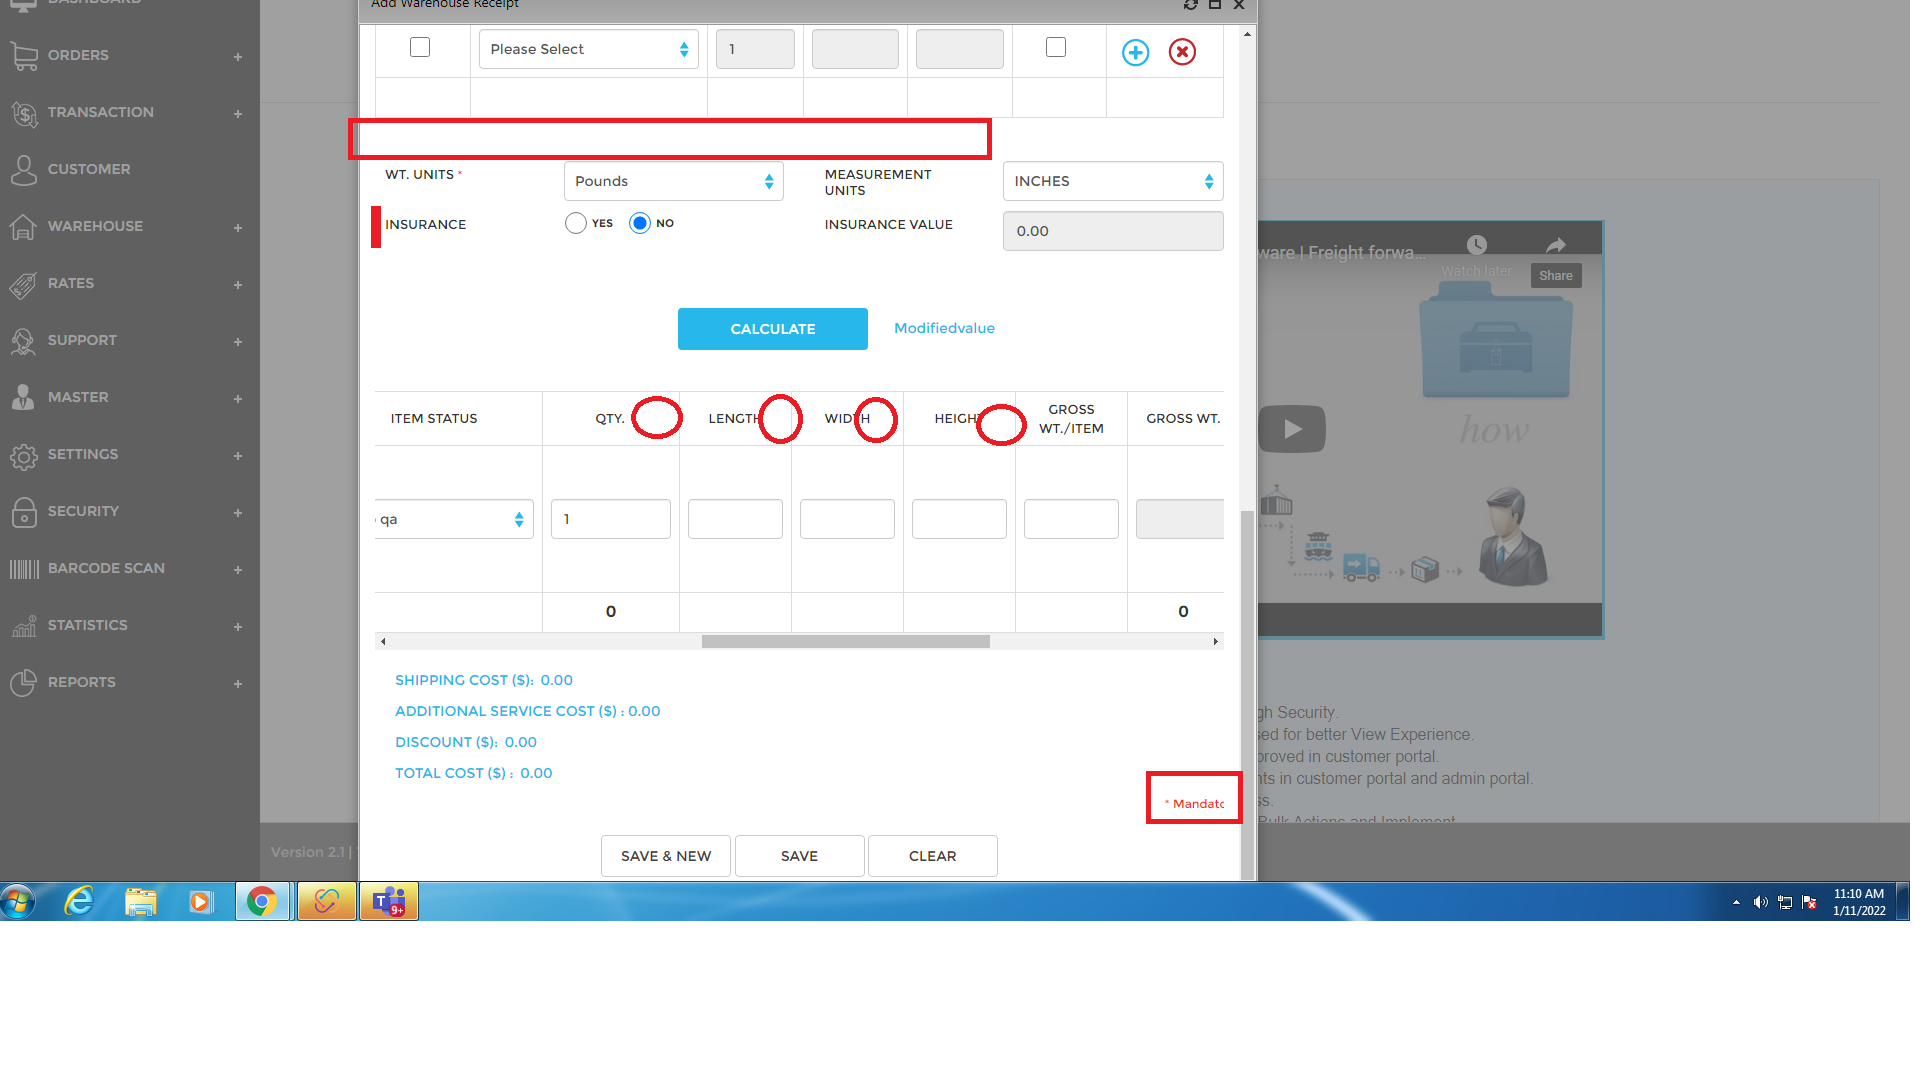 DASHBOARD
ORDERS +
TRANSACTION +
CUSTOMER
WAREHOUSE +
RATES +
SUPPORT +
MASTER +
SETTINGS +
SECURITY +
BARCODE SCAN +
STATISTICS +
REPORTS +
Add Warehouse Receipt
Please Select 1
WT. UNITS * Pounds MEASUREMENT UNITS INCHES
INSURANCE YES NO INSURANCE VALUE 0.00
CALCULATE Modifiedvalue
ITEM STATUS QTY. LENGTH WIDTH HEIGHT GROSS WT./ITEM GROSS WT.
qa 1
0 0
SHIPPING COST ($): 0.00
ADDITIONAL SERVICE COST ($) : 0.00
DISCOUNT ($): 0.00
TOTAL COST ($) : 0.00
* Mandato
SAVE & NEW SAVE CLEAR
ware | Freight forwa...
Watch later
Share
how
gh Security.
sed for better View Experience.
proved in customer portal.
nts in customer portal and admin portal.
ss.
Bulk Actions and Implement
Version 2.1 |
T 9+
11:10 AM
1/11/2022